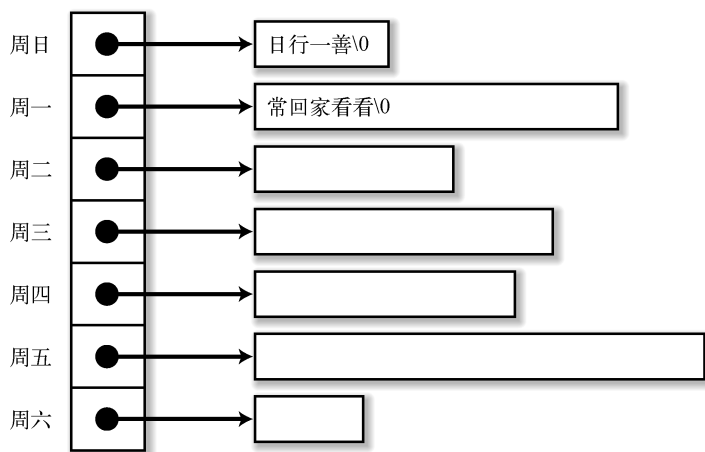 周日 日行一善\0
周一 常回家看看\0
周二
周三
周四
周五
周六